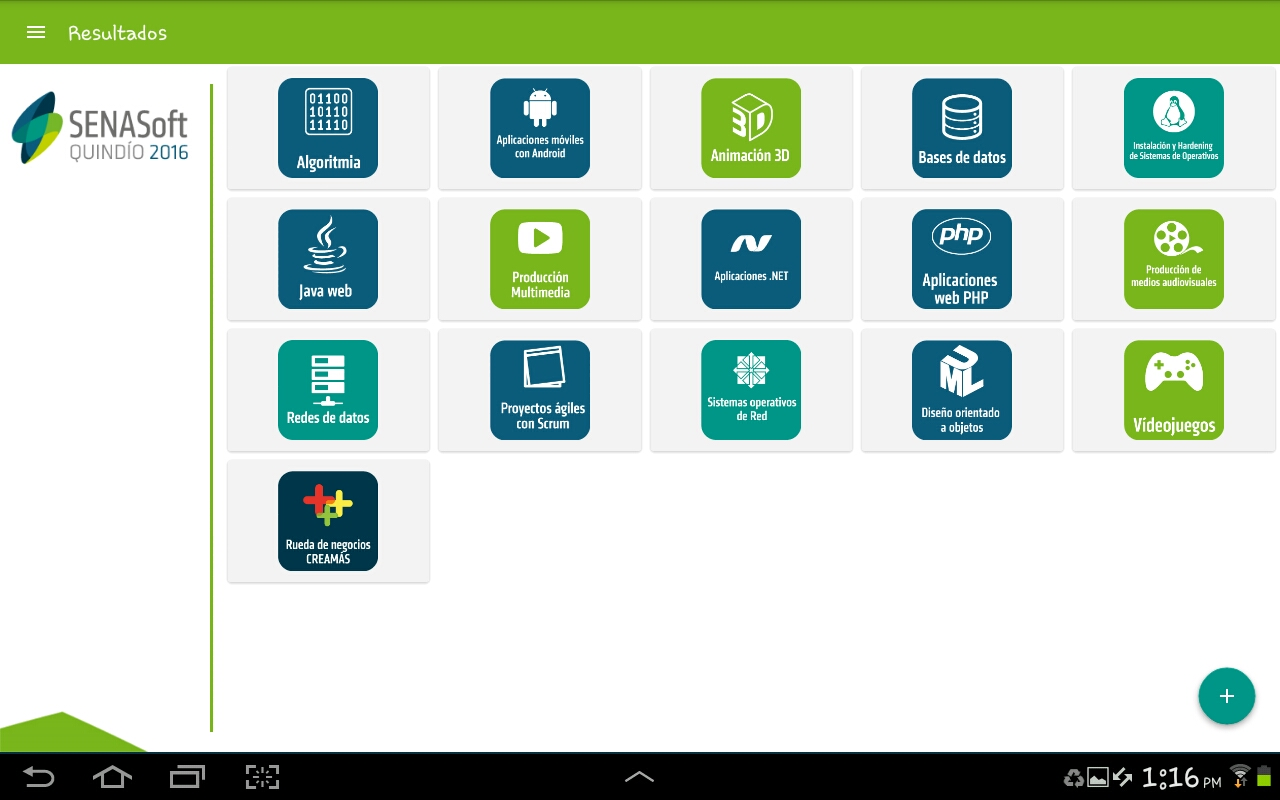 Resultados
SENASoft
QUINDÍO 2016
01100
10110
11110
Algoritmia
Aplicaciones móviles
con Android
3D
Animación 3D
Bases de datos
Instalación y Hardening
de Sistemas de Operativos
Java web
Producción
Multimedia
Aplicaciones .NET
php
Aplicaciones
web PHP
Producción de
medios audiovisuales
Redes de datos
Proyectos ágiles
con Scrum
Sistemas operativos
de Red
UML
Diseño orientado
a objetos
Vídeojuegos
Rueda de negocios
CREAMÁS
+
1:16 PM